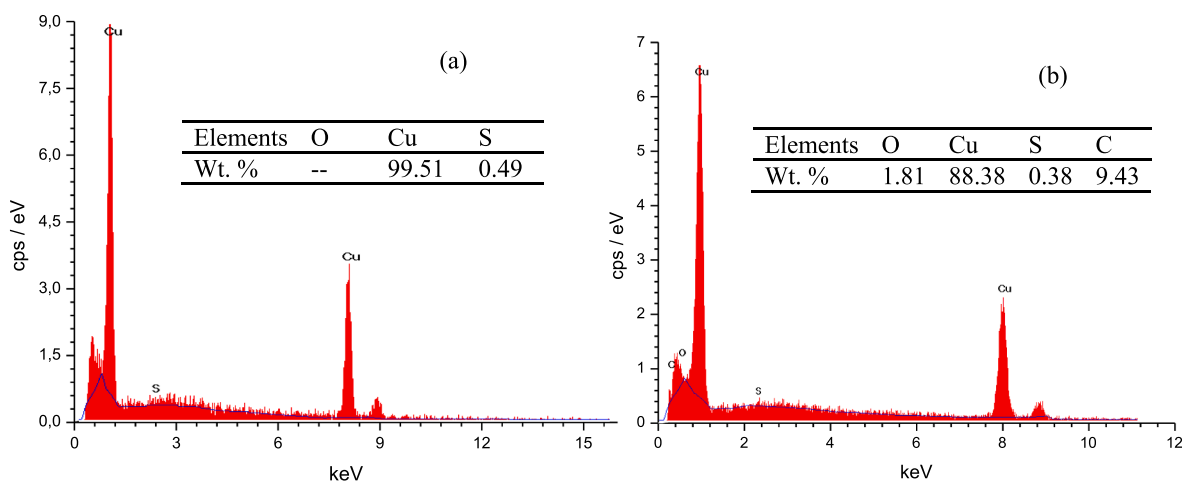 (a)
9,0
7,5
6,0
4,5
3,0
1,5
0,0
cps / eV
Cu
Cu
S
Elements O Cu S
Wt. % -- 99.51 0.49
0 3 6 9 12 15
keV
(b)
7
6
5
4
3
2
1
0
cps / eV
Cu
Cu
C
O
S
Elements O Cu S C
Wt. % 1.81 88.38 0.38 9.43
0 2 4 6 8 10 12
keV